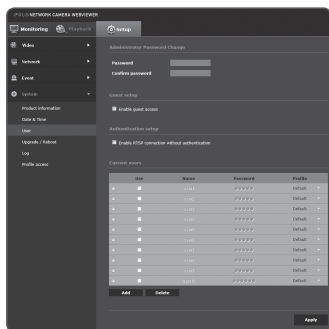 iPOLiS NETWORK CAMERA WEBVIEWER
Monitoring
Playback
Setup
Video
Network
Event
System
Product information
Date & Time
User
Upgrade / Reboot
Log
Profile access
Administrator Password Change
Password
Confirm password
Guest setup
Enable guest access
Authentication setup
Enable RTSP connection without authentication
Current users
Use Name Password Profile
Default
Default
Default
Default
Default
Default
Default
Default
Default
Default
Add Delete
Apply